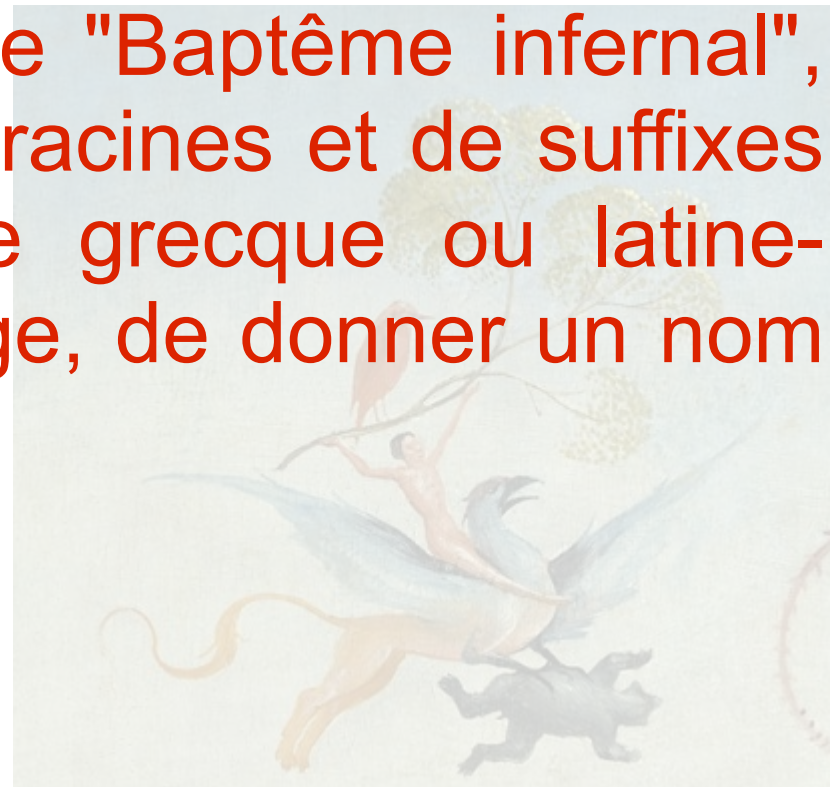 e "Baptême infernal",
racines et de suffixes
e grecque ou latine-
ge, de donner un nom